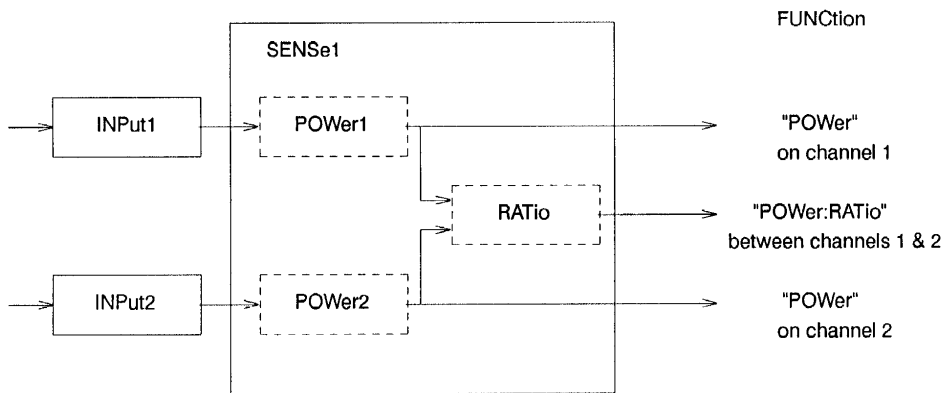 FUNCtion
SENSe1
INPut1
POWer1
"POWer"
on channel 1
RATio
"POWer:RATio"
between channels 1 & 2
INPut2
POWer2
"POWer"
on channel 2